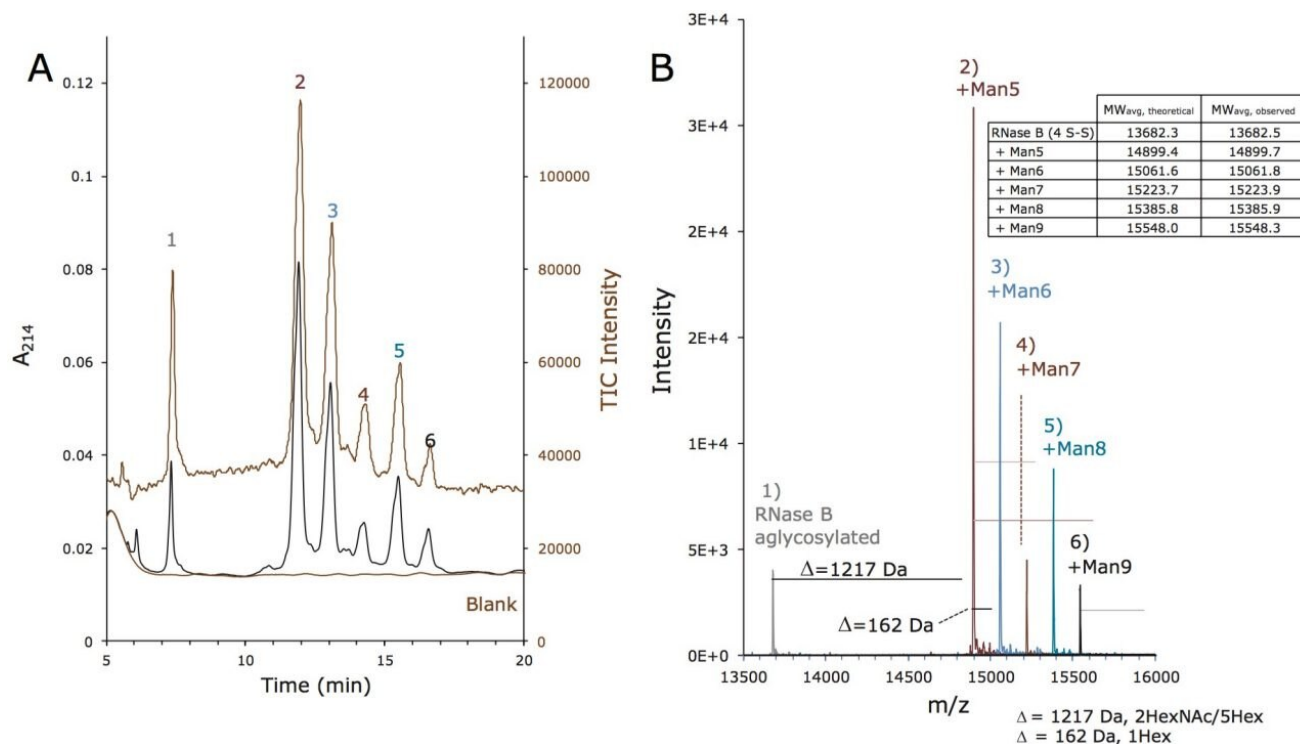 A
0.12
0.1
0.08
0.06
0.04
0.02
0
A214
120000
100000
80000
60000
40000
20000
0
TIC Intensity
1
2
3
4
5
6
Blank
5
10
15
20
Time (min)
B
3E+4
3E+4
2E+4
2E+4
1E+4
5E+3
0E+0
Intensity
2)
+Man5
MWavg, theoretical MWavg, observed
RNase B (4 S-S) 13682.3 13682.5
+ Man5 14899.4 14899.7
+ Man6 15061.6 15061.8
+ Man7 15223.7 15223.9
+ Man8 15385.8 15385.9
+ Man9 15548.0 15548.3
3)
+Man6
4)
+Man7
5)
+Man8
1)
RNase B
aglycosylated
6)
+Man9
Δ=1217 Da
Δ=162 Da
13500 14000 14500 15000 15500 16000
m/z
Δ = 1217 Da, 2HexNAc/5Hex
Δ = 162 Da, 1Hex